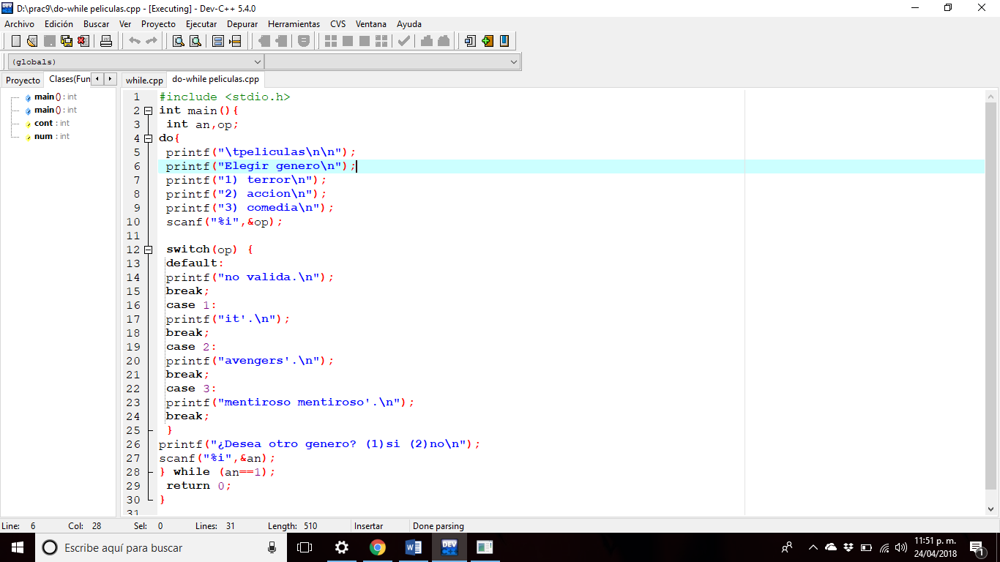 D:\prac9\do-while peliculas.cpp - [Executing] - Dev-C++ 5.4.0
Archivo Edición Buscar Ver Proyecto Ejecutar Depurar Herramientas CVS Ventana Ayuda
(globals)
Proyecto Clases(Fun while.cpp do-while peliculas.cpp
main () : int
main () : int
cont : int
num : int
1 #include <stdio.h>
2 int main(){
3 int an,op;
4 do{
5 printf("\tpeliculas\n\n");
6 printf("Elegir genero\n");
7 printf("1) terror\n");
8 printf("2) accion\n");
9 printf("3) comedia\n");
10 scanf("%i",&op);
11
12 switch(op) {
13 default:
14 printf("no valida.\n");
15 break;
16 case 1:
17 printf("it'.\n");
18 break;
19 case 2:
20 printf("avengers'.\n");
21 break;
22 case 3:
23 printf("mentiroso mentiroso'.\n");
24 break;
25 }
26 printf("¿Desea otro genero? (1)si (2)no\n");
27 scanf("%i",&an);
28 } while (an==1);
29 return 0;
30 }
31
Line: 6 Col: 28 Sel: 0 Lines: 31 Length: 510 Insertar Done parsing
Escribe aquí para buscar
DEV
11:51 p. m.
24/04/2018
1